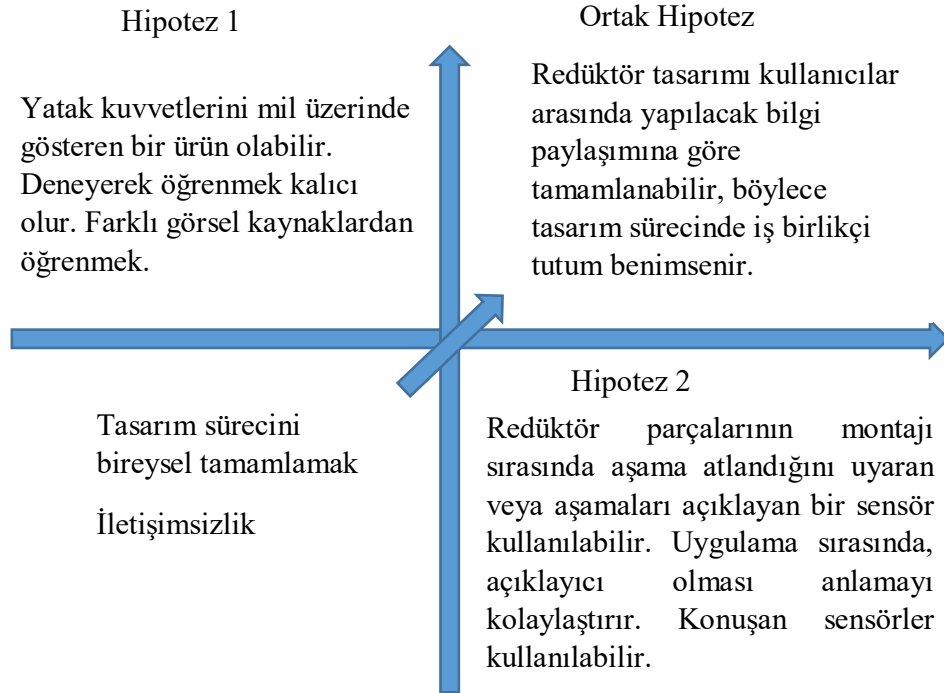 Hipotez 1
Yatak kuvvetlerini mil üzerinde
gösteren bir ürün olabilir.
Deneyerek öğrenmek kalıcı
olur. Farklı görsel kaynaklardan
öğrenmek.
Ortak Hipotez
Redüktör tasarımı kullanıcılar
arasında yapılacak bilgi
paylaşımına göre
tamamlanabilir, böylece
tasarım sürecinde iş birlikçi
tutum benimsenir.
Tasarım sürecini
bireysel tamamlamak
İletişimsizlik
Hipotez 2
Redüktör parçalarının montajı
sırasında aşama atlandığını uyaran
veya aşamaları açıklayan bir sensör
kullanılabilir. Uygulama sırasında,
açıklayıcı olması anlamayı
kolaylaştırır. Konuşan sensörler
kullanılabilir.